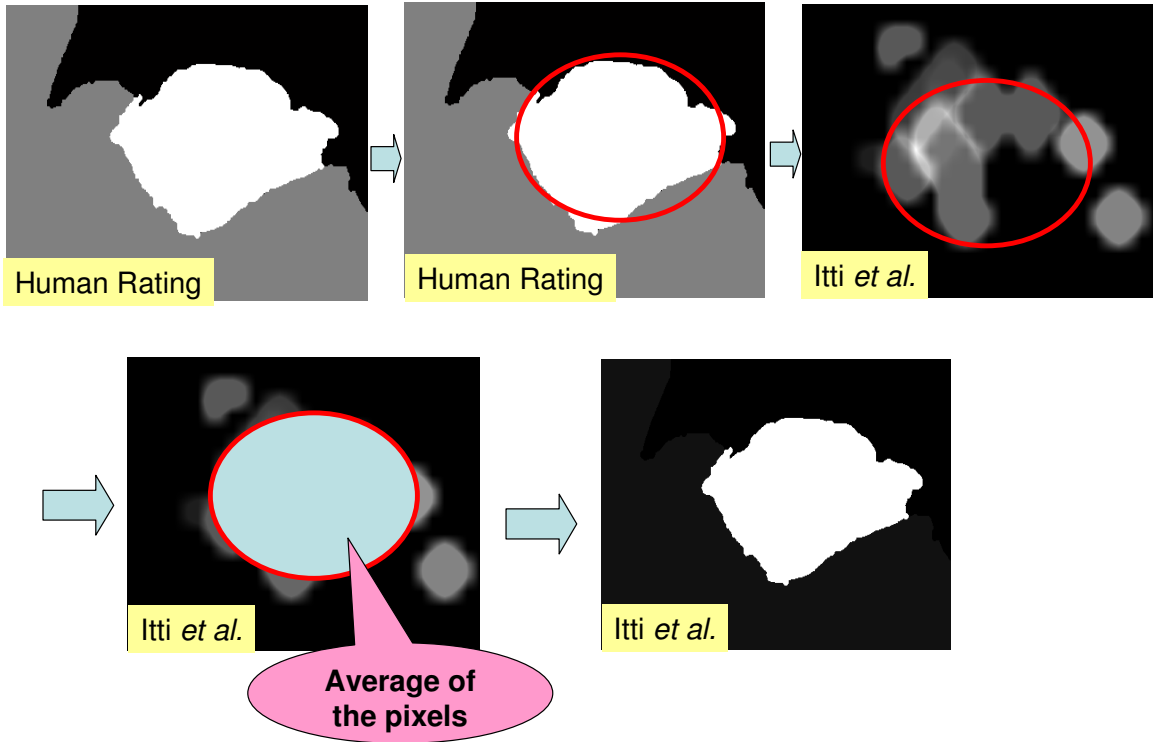 Human Rating
Human Rating
Itti et al.
Itti et al.
Average of
the pixels
Itti et al.